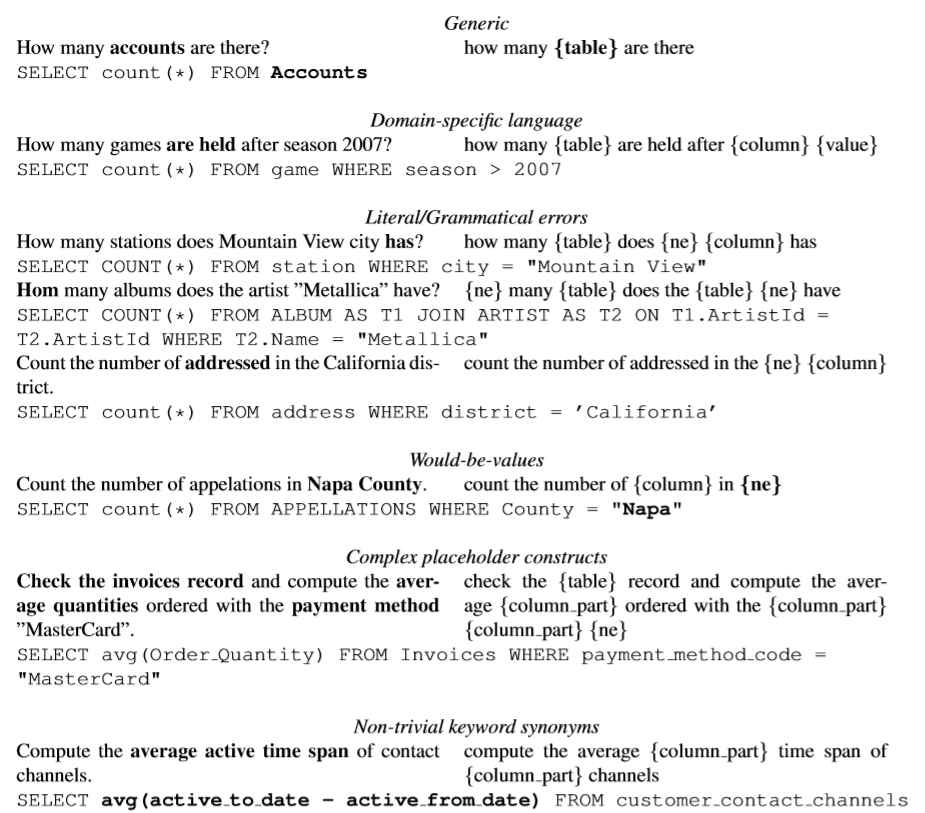 Generic
How many accounts are there? how many {table} are there
SELECT count(*) FROM Accounts
Domain-specific language
How many games are held after season 2007? how many {table} are held after {column} {value}
SELECT count(*) FROM game WHERE season > 2007
Literal/Grammatical errors
How many stations does Mountain View city has? how many {table} does {ne} {column} has
SELECT COUNT(*) FROM station WHERE city = "Mountain View"
Hom many albums does the artist ”Metallica” have? {ne} many {table} does the {table} {ne} have
SELECT COUNT(*) FROM ALBUM AS T1 JOIN ARTIST AS T2 ON T1.ArtistId =
T2.ArtistId WHERE T2.Name = "Metallica"
Count the number of addressed in the California dis- count the number of addressed in the {ne} {column}
trict.
SELECT count(*) FROM address WHERE district = ’California’
Would-be-values
Count the number of appelations in Napa County. count the number of {column} in {ne}
SELECT count(*) FROM APPELLATIONS WHERE County = "Napa"
Complex placeholder constructs
Check the invoices record and compute the aver- check the {table} record and compute the aver-
age quantities ordered with the payment method age {column_part} ordered with the {column_part}
”MasterCard”. {column_part} {ne}
SELECT avg(Order_Quantity) FROM Invoices WHERE payment_method_code =
"MasterCard"
Non-trivial keyword synonyms
Compute the average active time span of contact compute the average {column_part} time span of
channels. {column_part} channels
SELECT avg(active_to_date - active_from_date) FROM customer_contact_channels